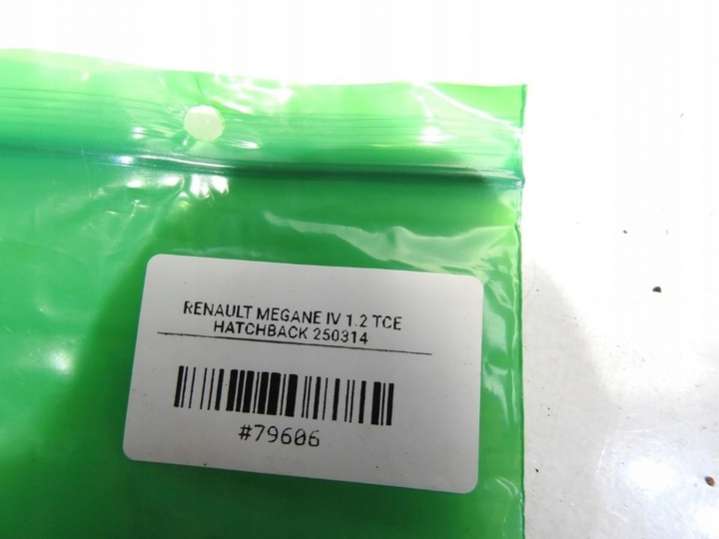 RENAULT MEGANE IV 1.2 TCE
HATCHBACK 250314
#79606